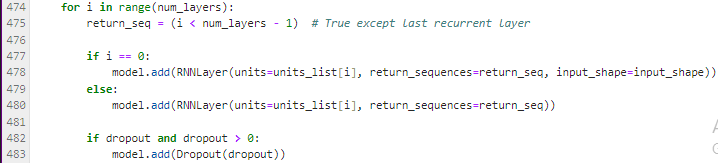 474 for i in range(num_layers):
475 return_seq = (i < num_layers - 1) # True except last recurrent layer
476
477 if i == 0:
478 model.add(RNNLayer(units=units_list[i], return_sequences=return_seq, input_shape=input_shape))
479 else:
480 model.add(RNNLayer(units=units_list[i], return_sequences=return_seq))
481
482 if dropout and dropout > 0:
483 model.add(Dropout(dropout))